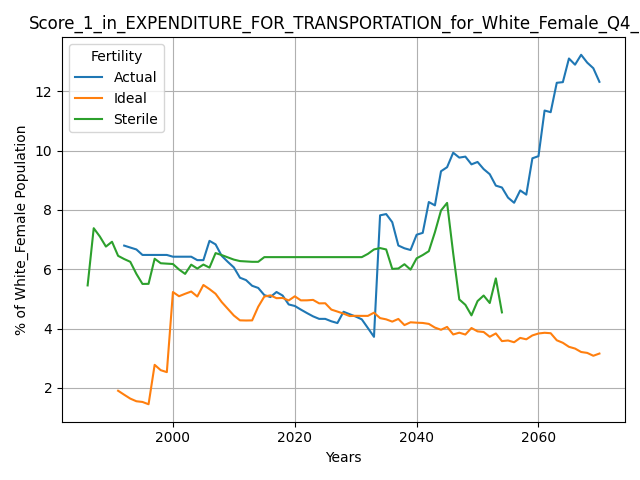 Score_1_in_EXPENDITURE_FOR_TRANSPORTATION_for_White_Female_Q4_
Fertility
Actual
Ideal
Sterile
% of White_Female Population
12
10
8
6
4
2
2000 2020 2040 2060
Years